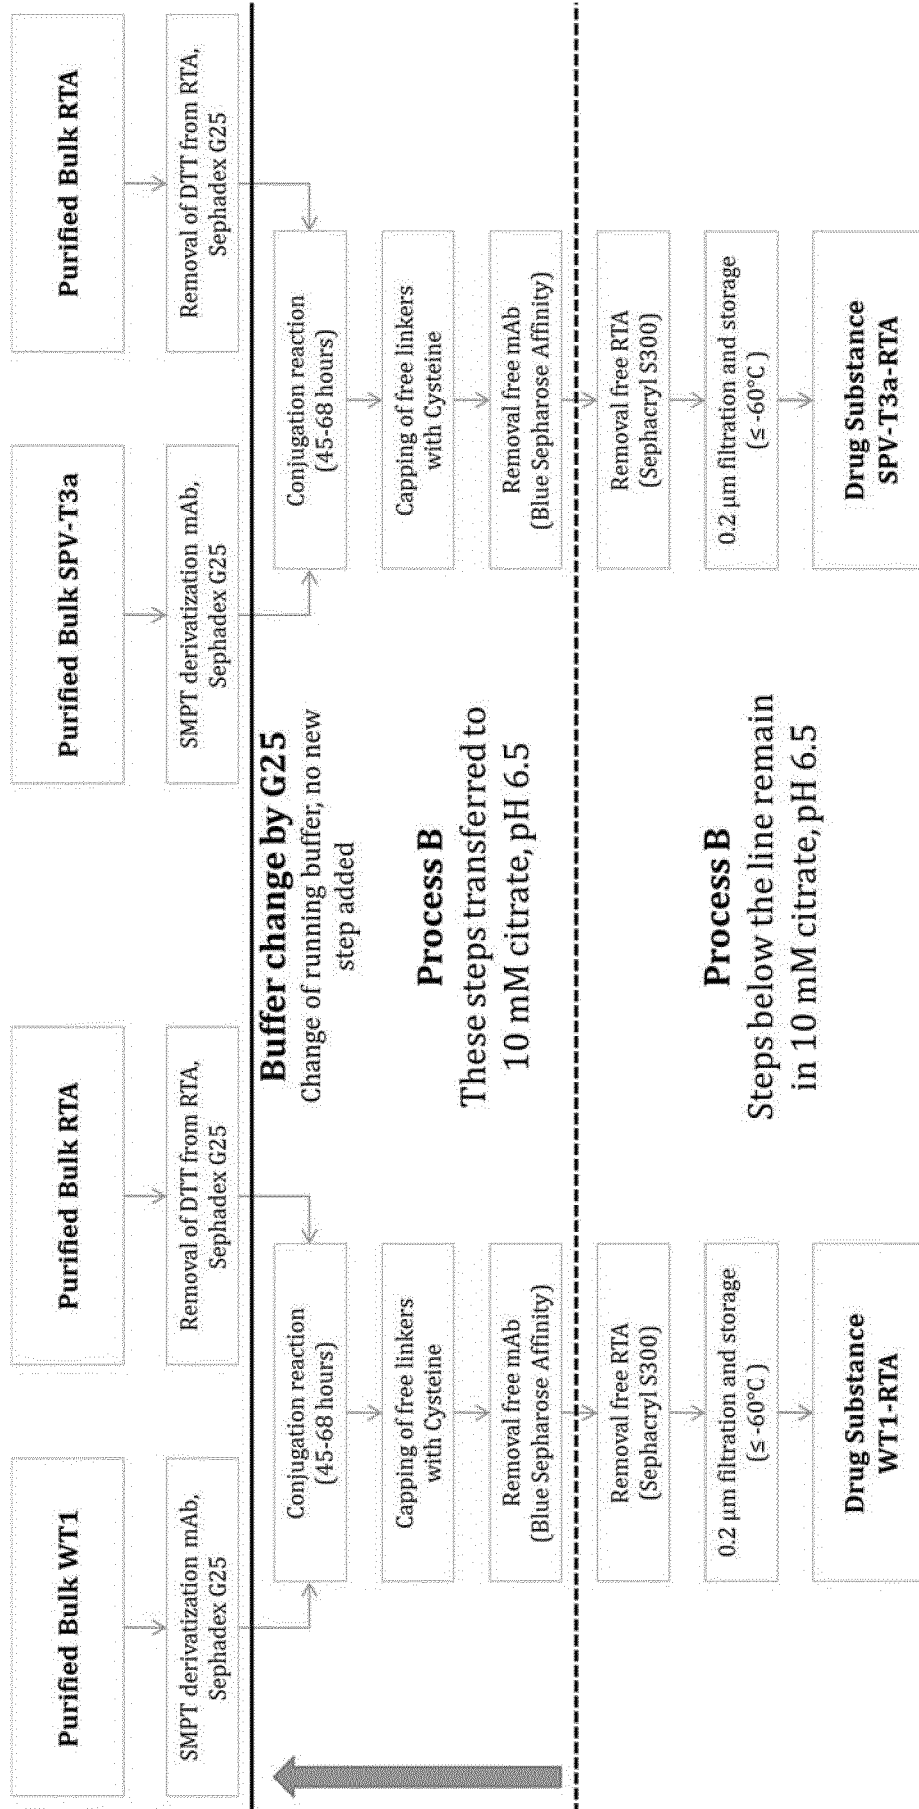 Purified Bulk WT1
Purified Bulk RTA
Purified Bulk SPV-T3a
Purified Bulk RTA
SMPT derivatization mAb,
Sephadex G25
Removal of DTT from RTA,
Sephadex G25
SMPT derivatization mAb,
Sephadex G25
Removal of DTT from RTA,
Sephadex G25
Buffer change by G25
Change of running buffer, no new
step added
Conjugation reaction
(45-68 hours)
Conjugation reaction
(45-68 hours)
Capping of free linkers
with Cysteine
Process B
These steps transferred to
10 mM citrate, pH 6.5
Capping of free linkers
with Cysteine
Removal free mAb
(Blue Sepharose Affinity)
Removal free mAb
(Blue Sepharose Affinity)
Removal free RTA
(Sephacryl S300)
Process B
Steps below the line remain
in 10 mM citrate, pH 6.5
Removal free RTA
(Sephacryl S300)
0.2 µm filtration and storage
(≤ -60°C )
0.2 µm filtration and storage
(≤ -60°C )
Drug Substance
WT1-RTA
Drug Substance
SPV-T3a-RTA